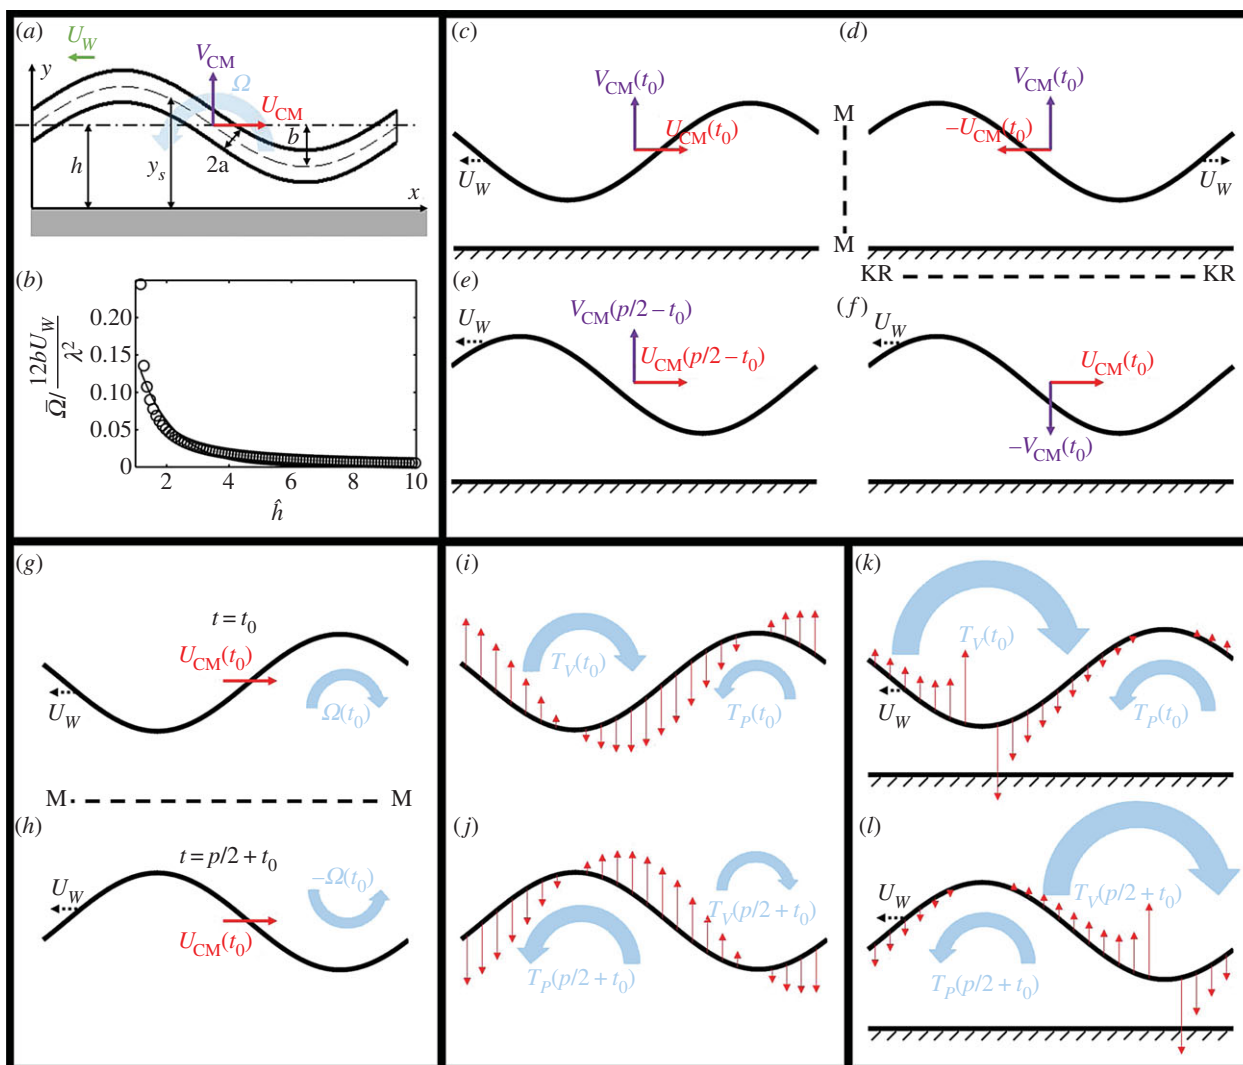 (a)
U_W
y
V_CM
Ω
U_CM
b
h
y_s
2a
x
(b)
Ω̄/ 12bU_W / λ²
0.20
0.15
0.10
0.05
0
2 4 6 8 10
ĥ
(c)
V_CM(t_0)
U_CM(t_0)
U_W
M
M
(d)
V_CM(t_0)
−U_CM(t_0)
U_W
KR KR
(e)
U_W
V_CM(p/2 − t_0)
U_CM(p/2 − t_0)
(f)
U_W
U_CM(t_0)
−V_CM(t_0)
(g)
t = t_0
U_CM(t_0)
U_W
Ω(t_0)
M M
(h)
t = p/2 + t_0
U_W
−Ω(t_0)
U_CM(t_0)
(i)
T_V(t_0)
T_P(t_0)
(j)
T_V(p/2 + t_0)
T_P(p/2 + t_0)
(k)
T_V(t_0)
U_W
T_P(t_0)
(l)
U_W
T_V(p/2 + t_0)
T_P(p/2 + t_0)